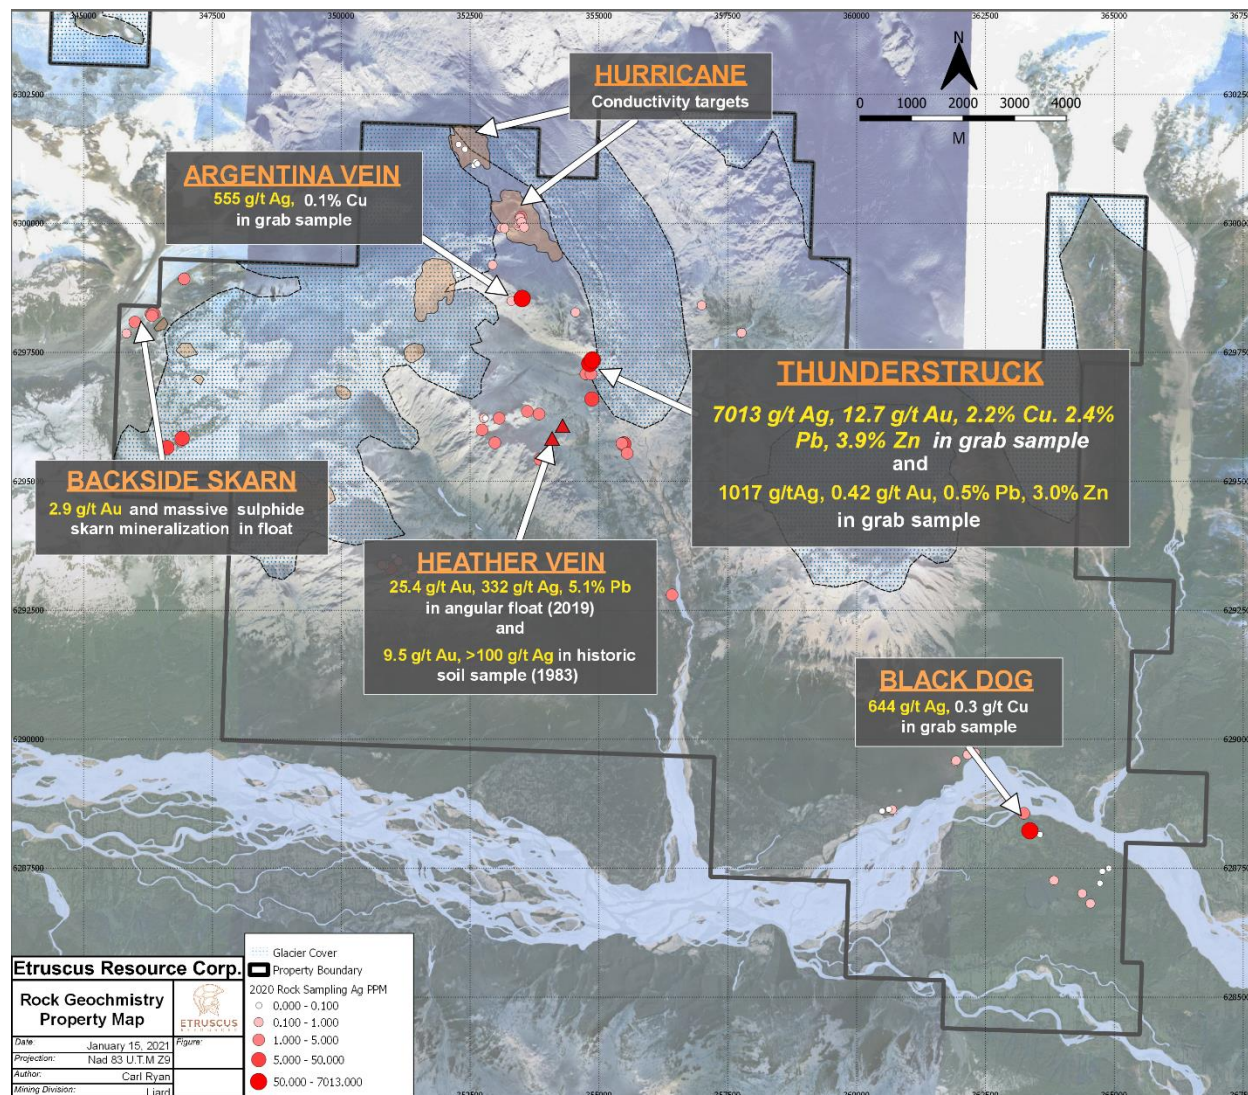 345000 347500 350000 352500 355000 357500 360000 362500 365000 3675
6302500
6300000
6297500
6295000
6292500
6290000
6287500
6285000
HURRICANE
Conductivity targets
N
0 1000 2000 3000 4000
M
ARGENTINA VEIN
555 g/t Ag, 0.1% Cu
in grab sample
THUNDERSTRUCK
7013 g/t Ag, 12.7 g/t Au, 2.2% Cu. 2.4%
Pb, 3.9% Zn in grab sample
and
1017 g/tAg, 0.42 g/t Au, 0.5% Pb, 3.0% Zn
in grab sample
BACKSIDE SKARN
2.9 g/t Au and massive sulphide
skarn mineralization in float
HEATHER VEIN
25.4 g/t Au, 332 g/t Ag, 5.1% Pb
in angular float (2019)
and
9.5 g/t Au, >100 g/t Ag in historic
soil sample (1983)
BLACK DOG
644 g/t Ag, 0.3 g/t Cu
in grab sample
Etruscus Resource Corp.
Rock Geochmistry
Property Map
ETRUSCUS
RESOURCES
Date: January 15, 2021
Figure:
Projection: Nad 83 U.T.M Z9
Author: Carl Ryan
Mining Division: Liard
Glacier Cover
Property Boundary
2020 Rock Sampling Ag PPM
0.000 - 0.100
0.100 - 1.000
1.000 - 5.000
5.000 - 50.000
50.000 - 7013.000